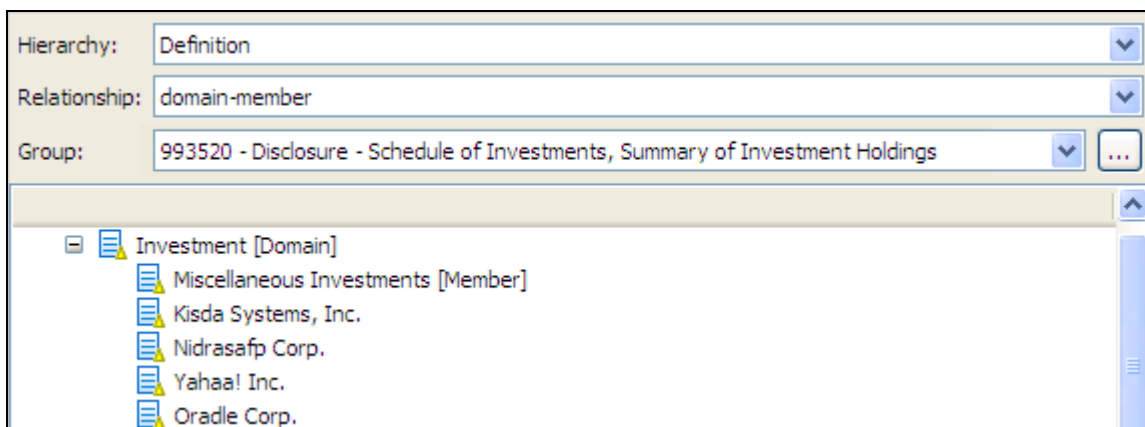 Hierarchy: Definition
Relationship: domain-member
Group: 993520 - Disclosure - Schedule of Investments, Summary of Investment Holdings ...
Investment [Domain]
Miscellaneous Investments [Member]
Kisda Systems, Inc.
Nidrasafp Corp.
Yahaa! Inc.
Oradle Corp.